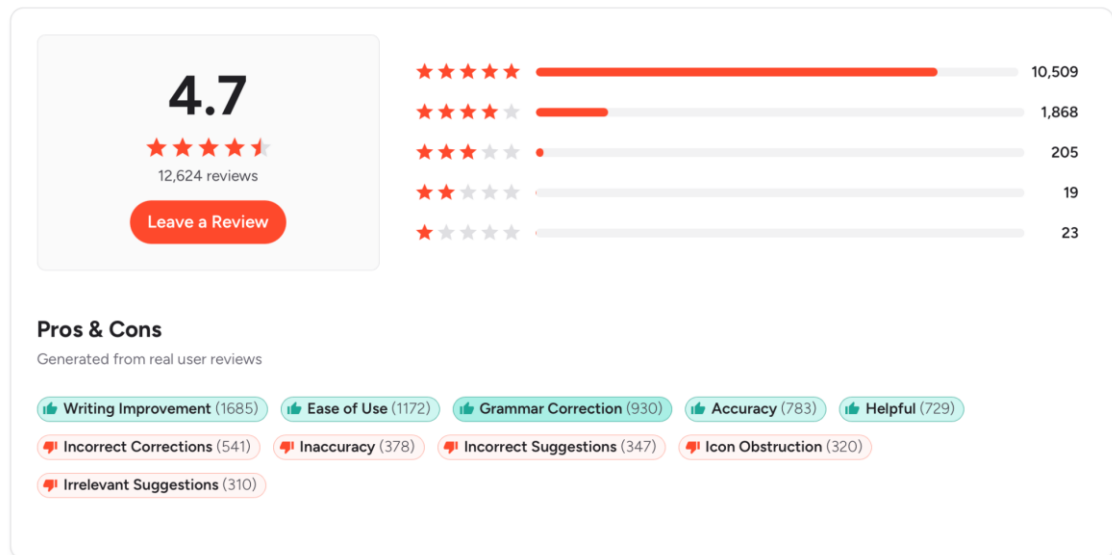 4.7
12,624 reviews
Leave a Review
10,509
1,868
205
19
23
Pros & Cons
Generated from real user reviews
Writing Improvement (1685) Ease of Use (1172) Grammar Correction (930) Accuracy (783) Helpful (729)
Incorrect Corrections (541) Inaccuracy (378) Incorrect Suggestions (347) Icon Obstruction (320)
Irrelevant Suggestions (310)